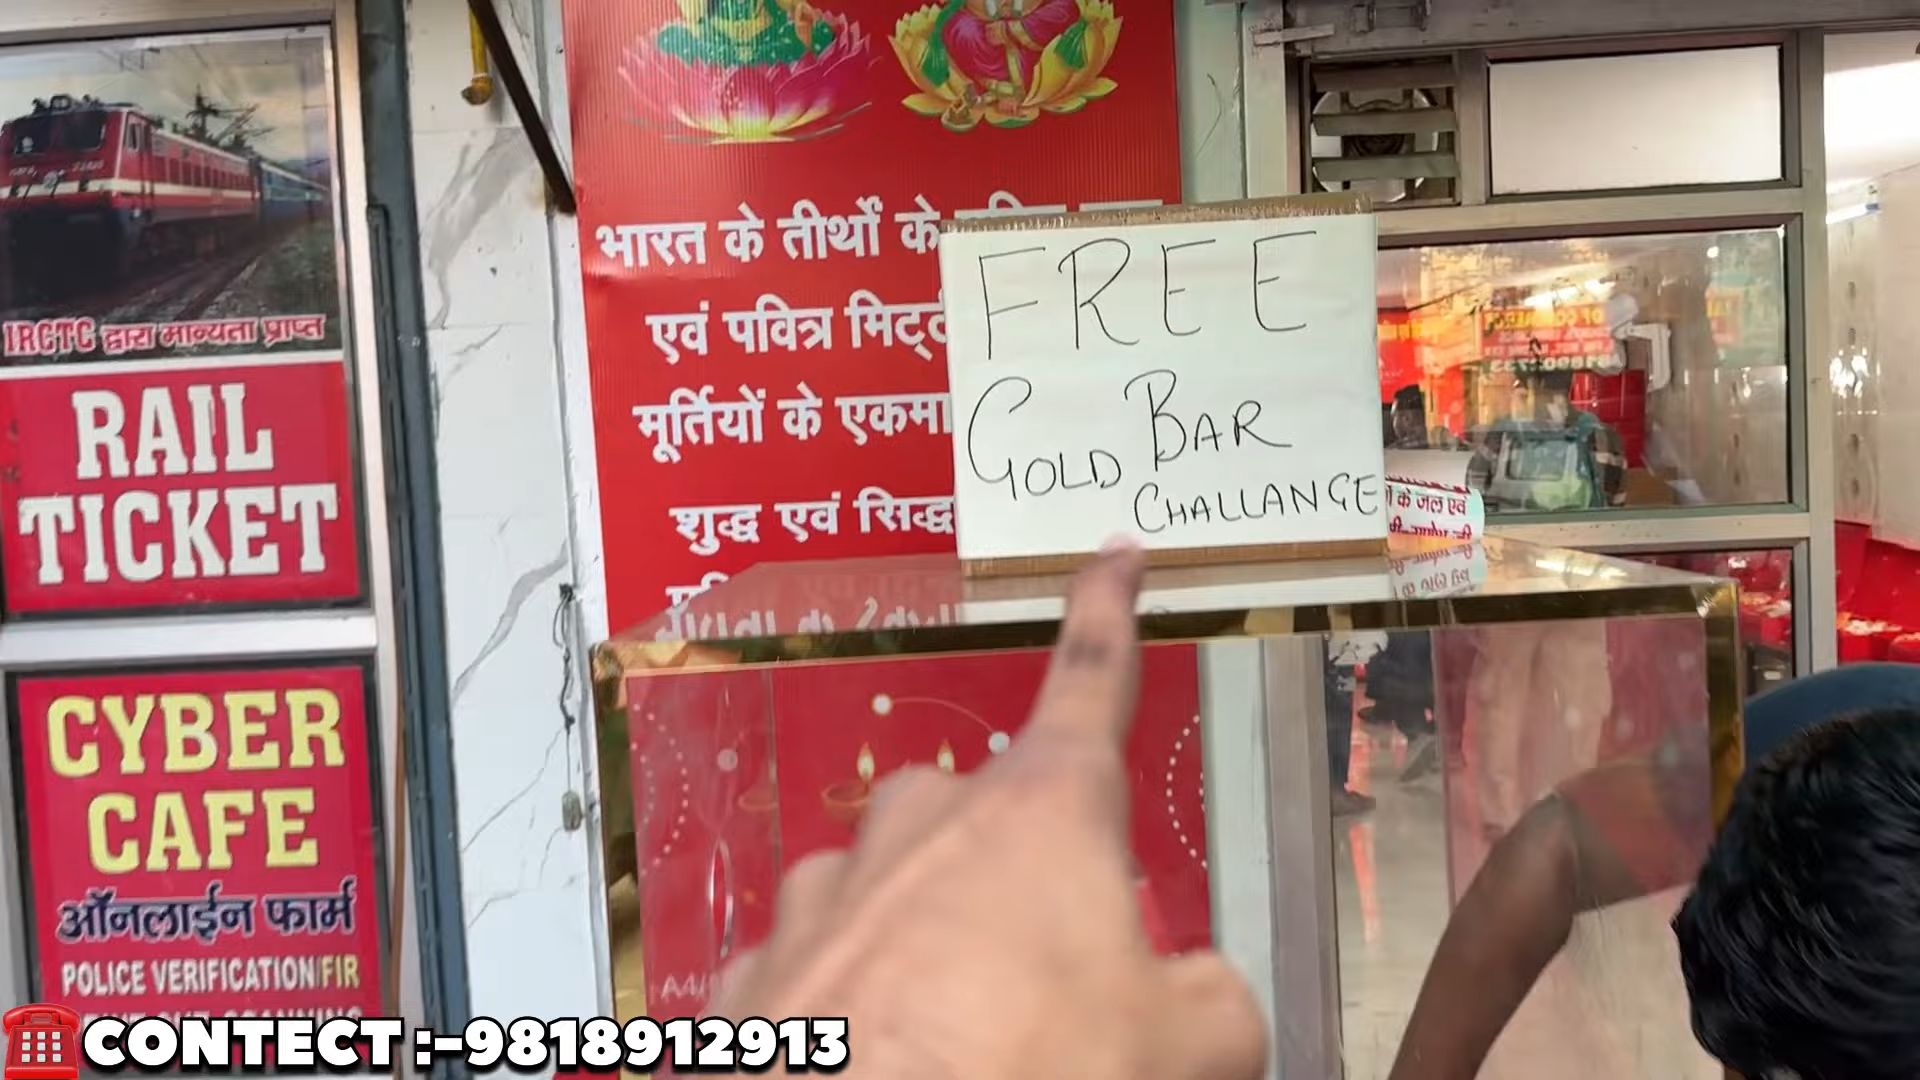 IRCTC द्वारा मान्यता प्राप्त
RAIL
TICKET
CYBER
CAFE
ऑनलाईन फार्म
POLICE VERIFICATION/FIR
भारत के तीर्थों के
एवं पवित्र
मूर्तियों के
शुद्ध एवं
FREE
GOLD BAR
CHALLANGE
के जल एवं
CONTECT :-9818912913